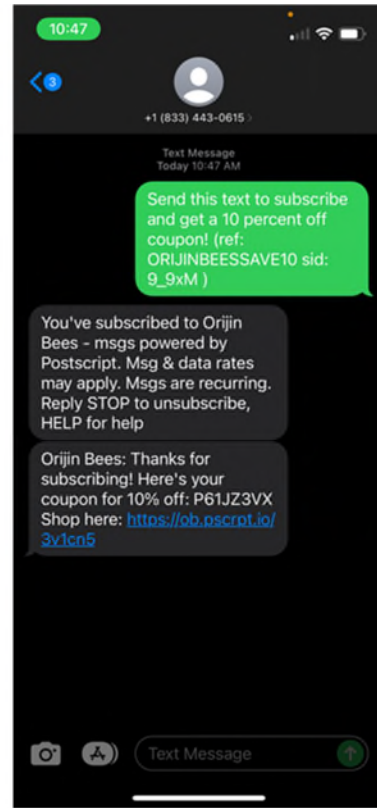 10:47
3
+1 (833) 443-0615 >
Text Message
Today 10:47 AM
Send this text to subscribe
and get a 10 percent off
coupon! (ref:
ORIJINBEESSAVE10 sid:
9_9xM )
You've subscribed to Orijin
Bees - msgs powered by
Postscript. Msg & data rates
may apply. Msgs are recurring.
Reply STOP to unsubscribe,
HELP for help
Orijin Bees: Thanks for
subscribing! Here's your
coupon for 10% off: P61JZ3VX
Shop here: https://ob.pscrpt.io/
3v1cn5
Text Message